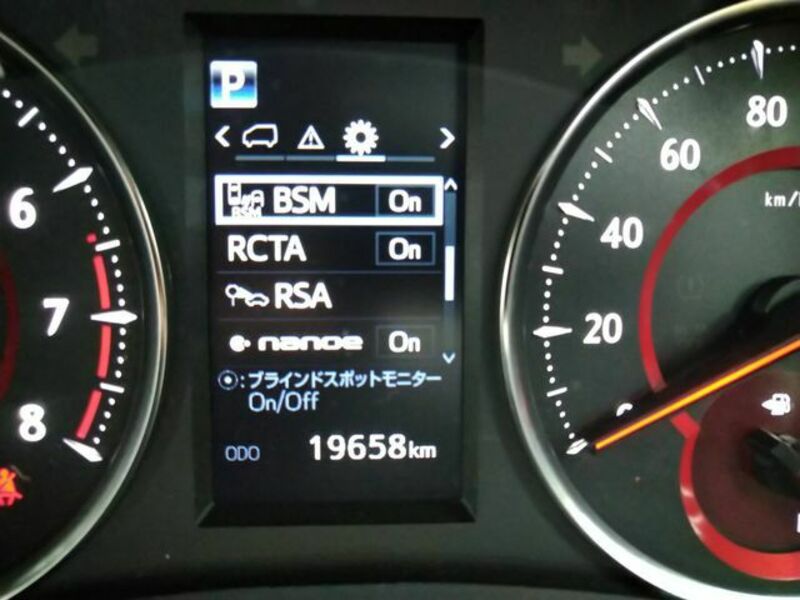 P
BSM BSM On
RCTA On
RSA
nanoe On
:ブラインドスポットモニター
On/Off
ODO 19658km
6
7
8
80
60
40
20
km/